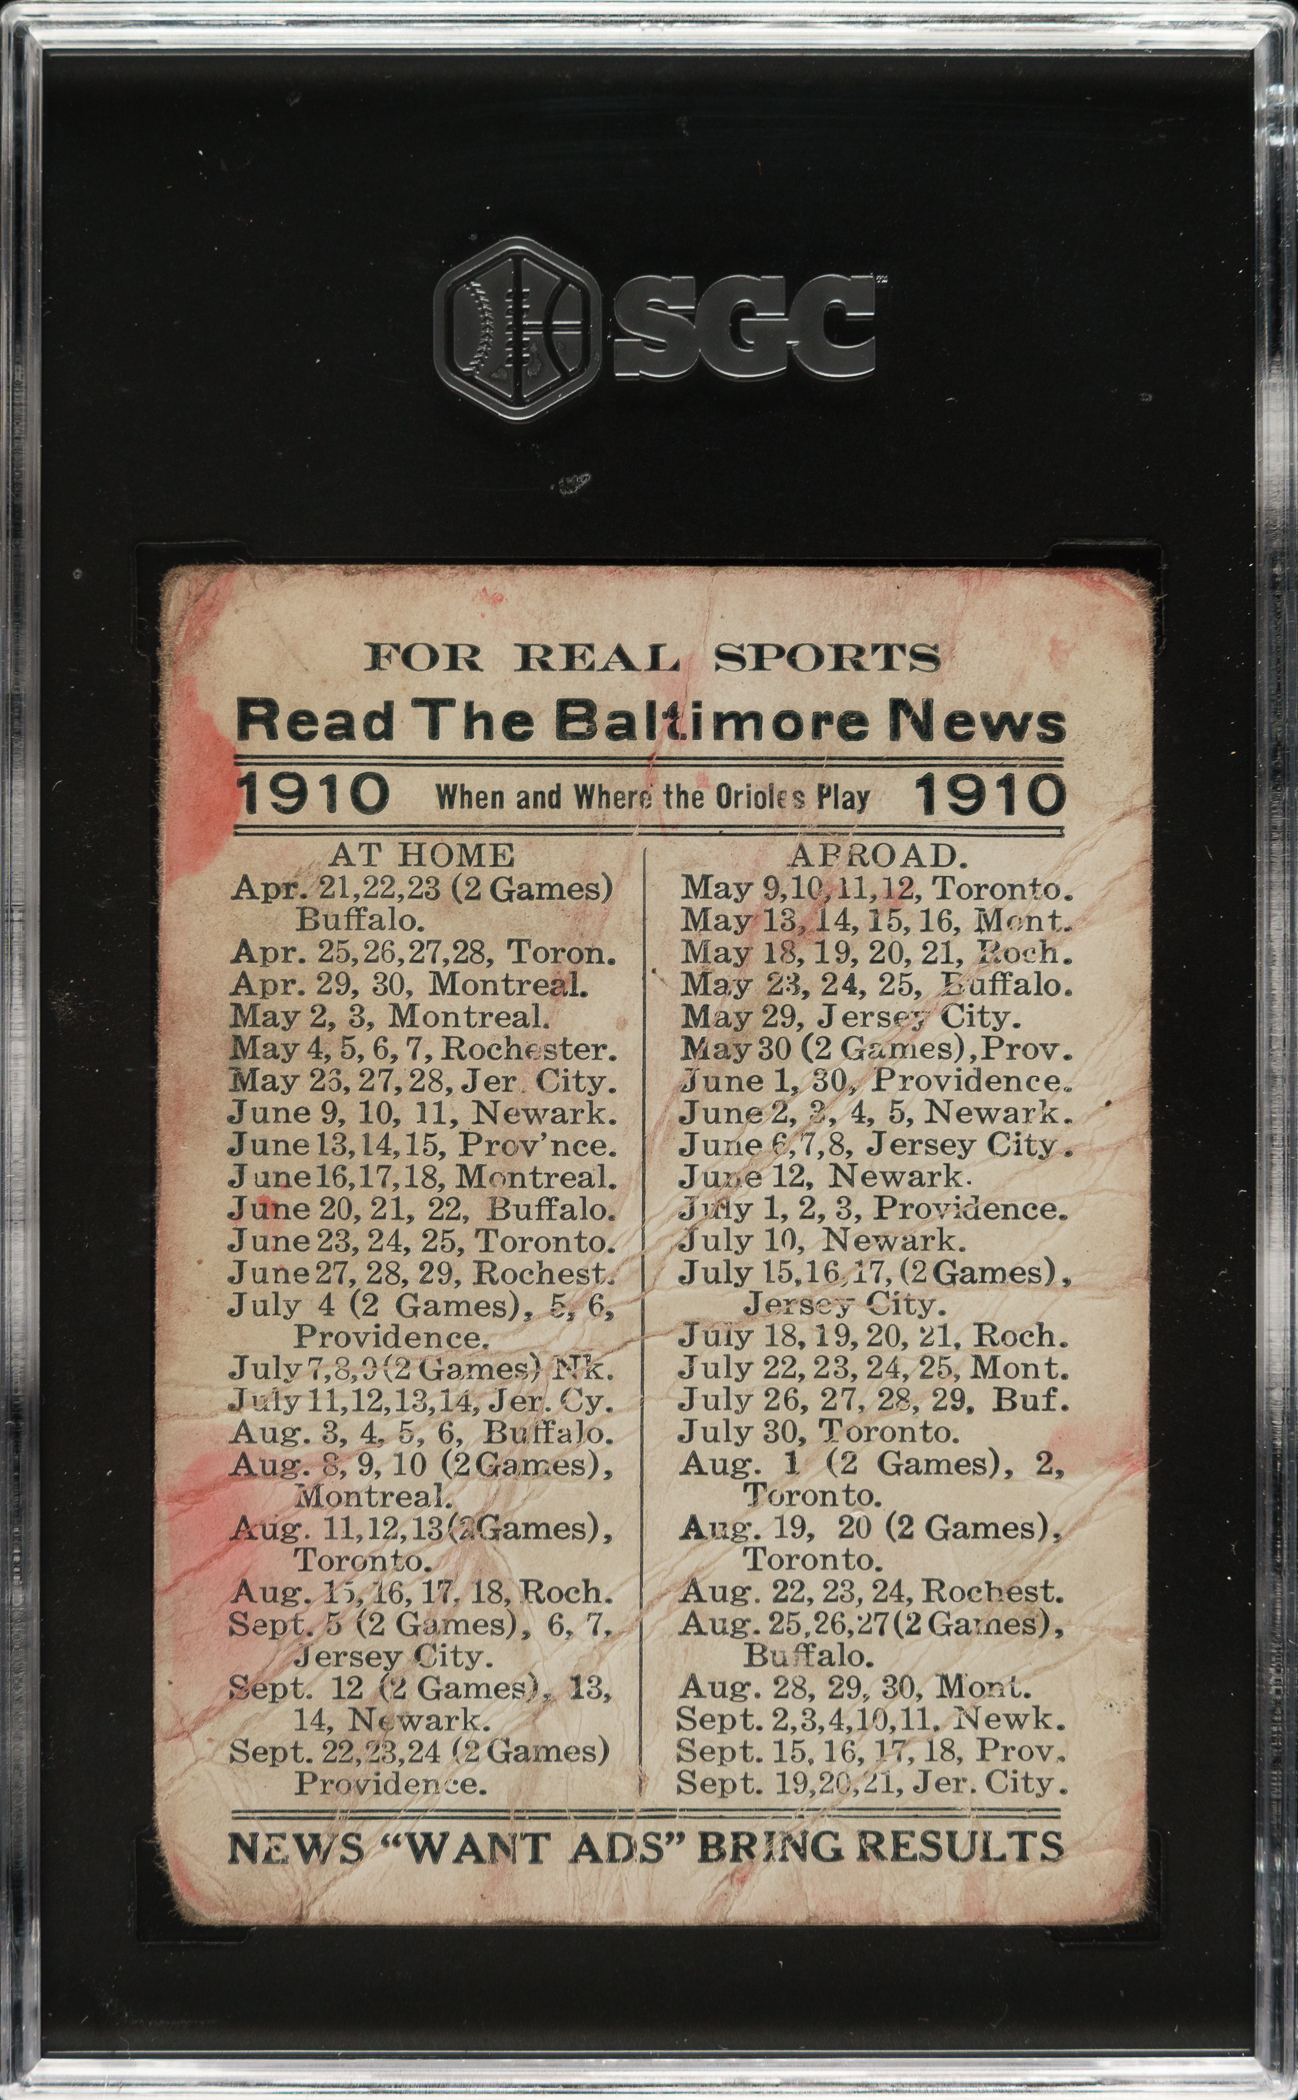 SGC
FOR REAL SPORTS
Read The Baltimore News
1910 When and Where the Orioles Play 1910
AT HOME
Apr. 21,22,23 (2 Games)
Buffalo.
Apr. 25,26,27,28, Toron.
Apr. 29, 30, Montreal.
May 2, 3, Montreal.
May 4, 5, 6, 7, Rochester.
May 26, 27, 28, Jer. City.
June 9, 10, 11, Newark.
June 13,14,15, Prov'nce.
June 16,17,18, Montreal.
June 20, 21, 22, Buffalo.
June 23, 24, 25, Toronto.
June 27, 28, 29, Rochest.
July 4 (2 Games), 5, 6,
Providence.
July 7,8,9 (2 Games) Nk.
July 11,12,13,14, Jer. Cy.
Aug. 3, 4, 5, 6, Buffalo.
Aug. 8, 9, 10 (2 Games),
Montreal.
Aug. 11,12,13 (2 Games),
Toronto.
Aug. 15, 16, 17, 18, Roch.
Sept. 5 (2 Games), 6, 7,
Jersey City.
Sept. 12 (2 Games), 13,
14, Newark.
Sept. 22,23,24 (2 Games)
Providence.
ABROAD.
May 9,10,11,12, Toronto.
May 13, 14, 15, 16, Mont.
May 18, 19, 20, 21, Roch.
May 23, 24, 25, Buffalo.
May 29, Jersey City.
May 30 (2 Games), Prov.
June 1, 30, Providence.
June 2, 3, 4, 5, Newark.
June 6,7,8, Jersey City.
June 12, Newark.
July 1, 2, 3, Providence.
July 10, Newark.
July 15,16,17, (2 Games),
Jersey City.
July 18, 19, 20, 21, Roch.
July 22, 23, 24, 25, Mont.
July 26, 27, 28, 29, Buf.
July 30, Toronto.
Aug. 1 (2 Games), 2,
Toronto.
Aug. 19, 20 (2 Games),
Toronto.
Aug. 22, 23, 24, Rochest.
Aug. 25,26,27 (2 Games),
Buffalo.
Aug. 28, 29, 30, Mont.
Sept. 2,3,4,10,11, Newk.
Sept. 15, 16, 17, 18, Prov.
Sept. 19,20,21, Jer. City.
NEWS "WANT ADS" BRING RESULTS